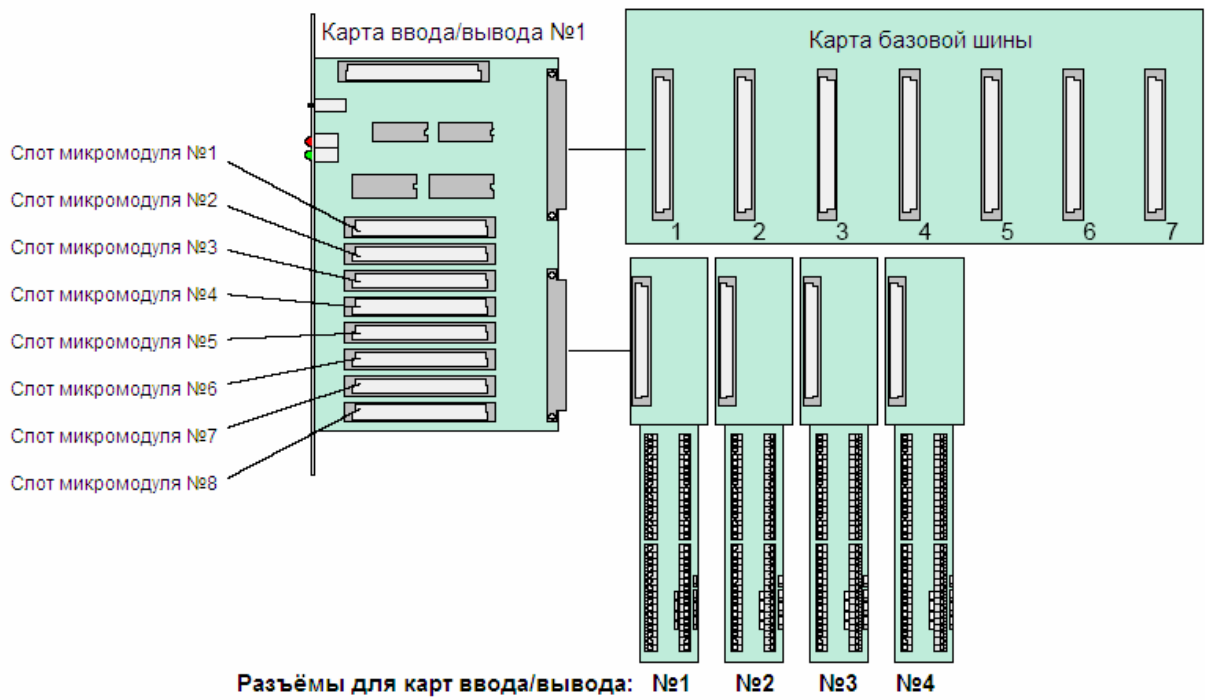 Карта ввода/вывода №1
Карта базовой шины
1 2 3 4 5 6 7
Слот микромодуля №1
Слот микромодуля №2
Слот микромодуля №3
Слот микромодуля №4
Слот микромодуля №5
Слот микромодуля №6
Слот микромодуля №7
Слот микромодуля №8
Разъёмы для карт ввода/вывода: №1 №2 №3 №4